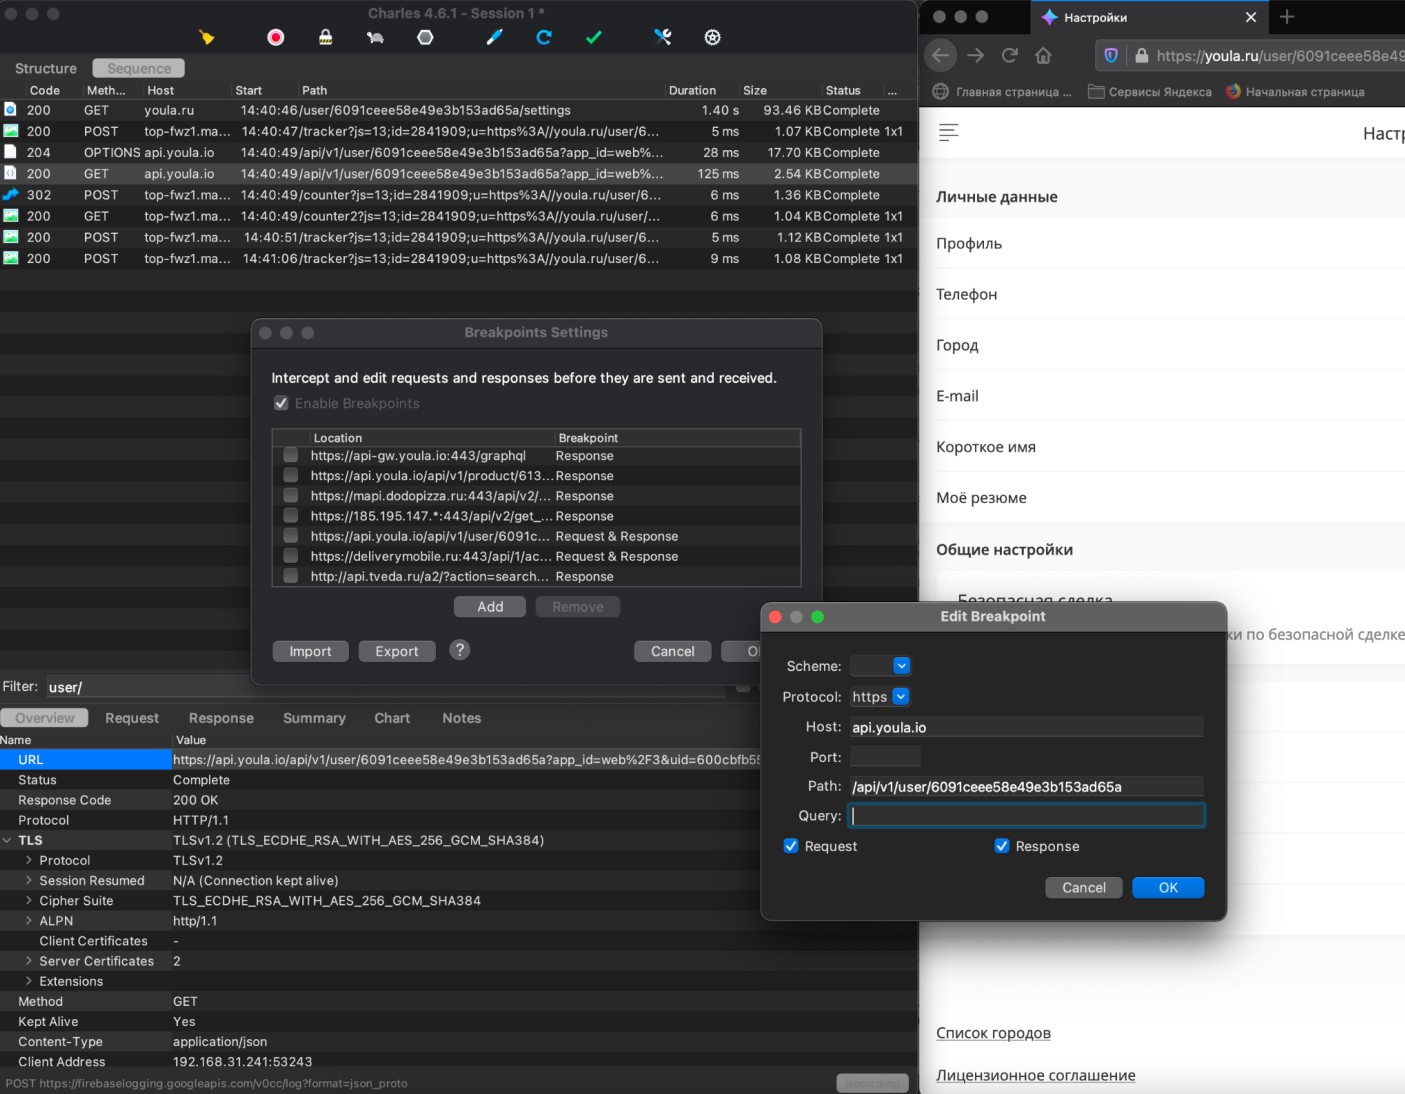 Charles 4.6.1 - Session 1 *
Structure
Sequence
Code Meth... Host Start Path Duration Size Status ...
200 GET youla.ru 14:40:46 /user/6091ceee58e49e3b153ad65a/settings 1.40 s 93.46 KB Complete
200 POST top-fwz1.ma... 14:40:47 /tracker?js=13;id=2841909;u=https%3A//youla.ru/user/6... 5 ms 1.07 KB Complete 1x1
204 OPTIONS api.youla.io 14:40:49 /api/v1/user/6091ceee58e49e3b153ad65a?app_id=web%... 28 ms 17.70 KB Complete
200 GET api.youla.io 14:40:49 /api/v1/user/6091ceee58e49e3b153ad65a?app_id=web%... 125 ms 2.54 KB Complete
302 POST top-fwz1.ma... 14:40:49 /counter?js=13;id=2841909;u=https%3A//youla.ru/user/6... 6 ms 1.36 KB Complete
200 GET top-fwz1.ma... 14:40:49 /counter2?js=13;id=2841909;u=https%3A//youla.ru/user/... 6 ms 1.04 KB Complete 1x1
200 POST top-fwz1.ma... 14:40:51 /tracker?js=13;id=2841909;u=https%3A//youla.ru/user/6... 5 ms 1.12 KB Complete 1x1
200 POST top-fwz1.ma... 14:41:06 /tracker?js=13;id=2841909;u=https%3A//youla.ru/user/6... 9 ms 1.08 KB Complete 1x1
Breakpoints Settings
Intercept and edit requests and responses before they are sent and received.
Enable Breakpoints
Location Breakpoint
https://api-gw.youla.io:443/graphql Response
https://api.youla.io/api/v1/product/613... Response
https://mapi.dodopizza.ru:443/api/v2/... Response
https://185.195.147.*:443/api/v2/get_... Response
https://api.youla.io/api/v1/user/6091c... Request & Response
https://deliverymobile.ru:443/api/1/ac... Request & Response
http://api.tveda.ru/a2/?action=search... Response
Add
Remove
Import
Export
?
Cancel
Filter: user/
Overview Request Response Summary Chart Notes
Name Value
URL https://api.youla.io/api/v1/user/6091ceee58e49e3b153ad65a?app_id=web%2F3&uid=600cbfb5
Status Complete
Response Code 200 OK
Protocol HTTP/1.1
TLS TLSv1.2 (TLS_ECDHE_RSA_WITH_AES_256_GCM_SHA384)
Protocol TLSv1.2
Session Resumed N/A (Connection kept alive)
Cipher Suite TLS_ECDHE_RSA_WITH_AES_256_GCM_SHA384
ALPN http/1.1
Client Certificates -
Server Certificates 2
Extensions
Method GET
Kept Alive Yes
Content-Type application/json
Client Address 192.168.31.241:53243
POST https://firebaselogging.googleapis.com/v0cc/log?format=json_proto
Recording
Edit Breakpoint
Scheme:
Protocol: https
Host: api.youla.io
Port:
Path: /api/v1/user/6091ceee58e49e3b153ad65a
Query:
Request
Response
Cancel
OK
Настройки
https://youla.ru/user/6091ceee58e49
Главная страница ...
Сервисы Яндекса
Начальная страница
Настр
Личные данные
Профиль
Телефон
Город
E-mail
Короткое имя
Моё резюме
Общие настройки
Безопасная сделка
ки по безопасной сделке
Список городов
Лицензионное соглашение